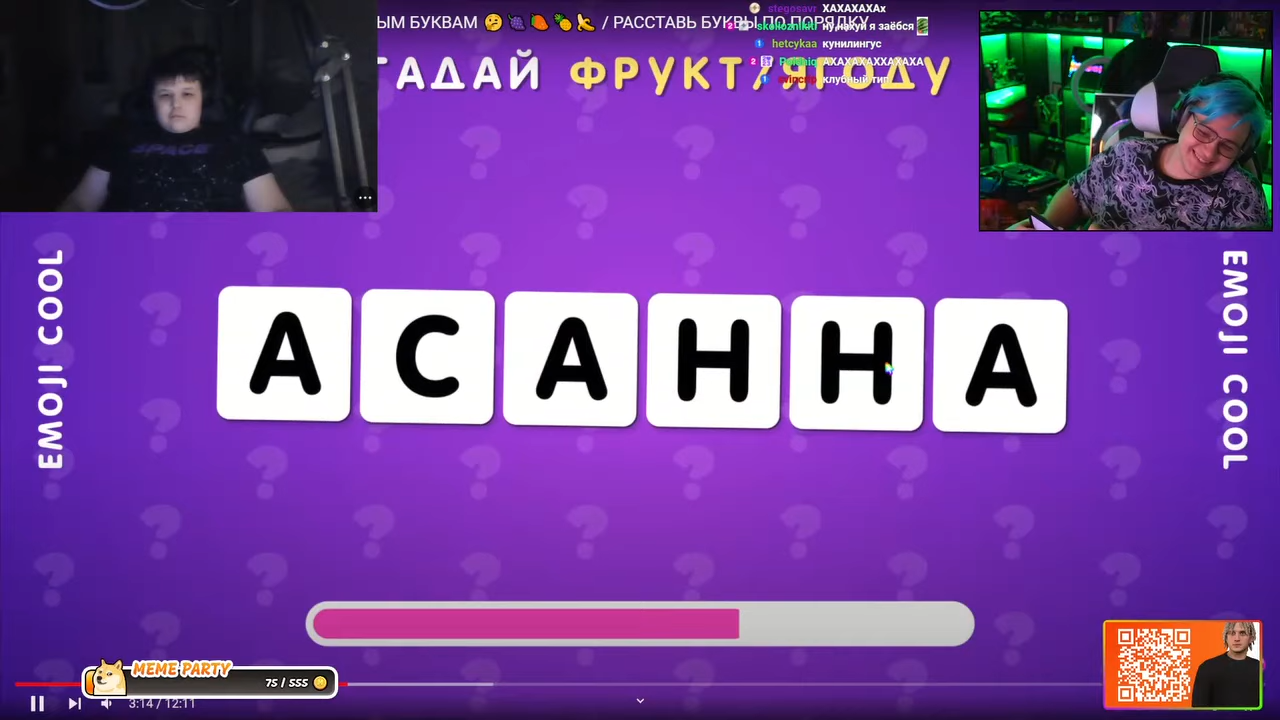 ЫМ БУКВАМ 🤔 🍇 🍓 🍍 🍌 / РАССТАВЬ БУКВЫ ПО ПОРЯДКУ
stegosavr ХАХАХАХАх
ну нахуй я заёбся
hetcykaa кунилингус
АХАХАХАХХАХАХА
клубный тип
ГАДАЙ ФРУКТ/ЯГОДУ
SPACE
EMOJI COOL
А С А Н Н А
EMOJI COOL
MEME PARTY
75 / 555
3:14 / 12:11